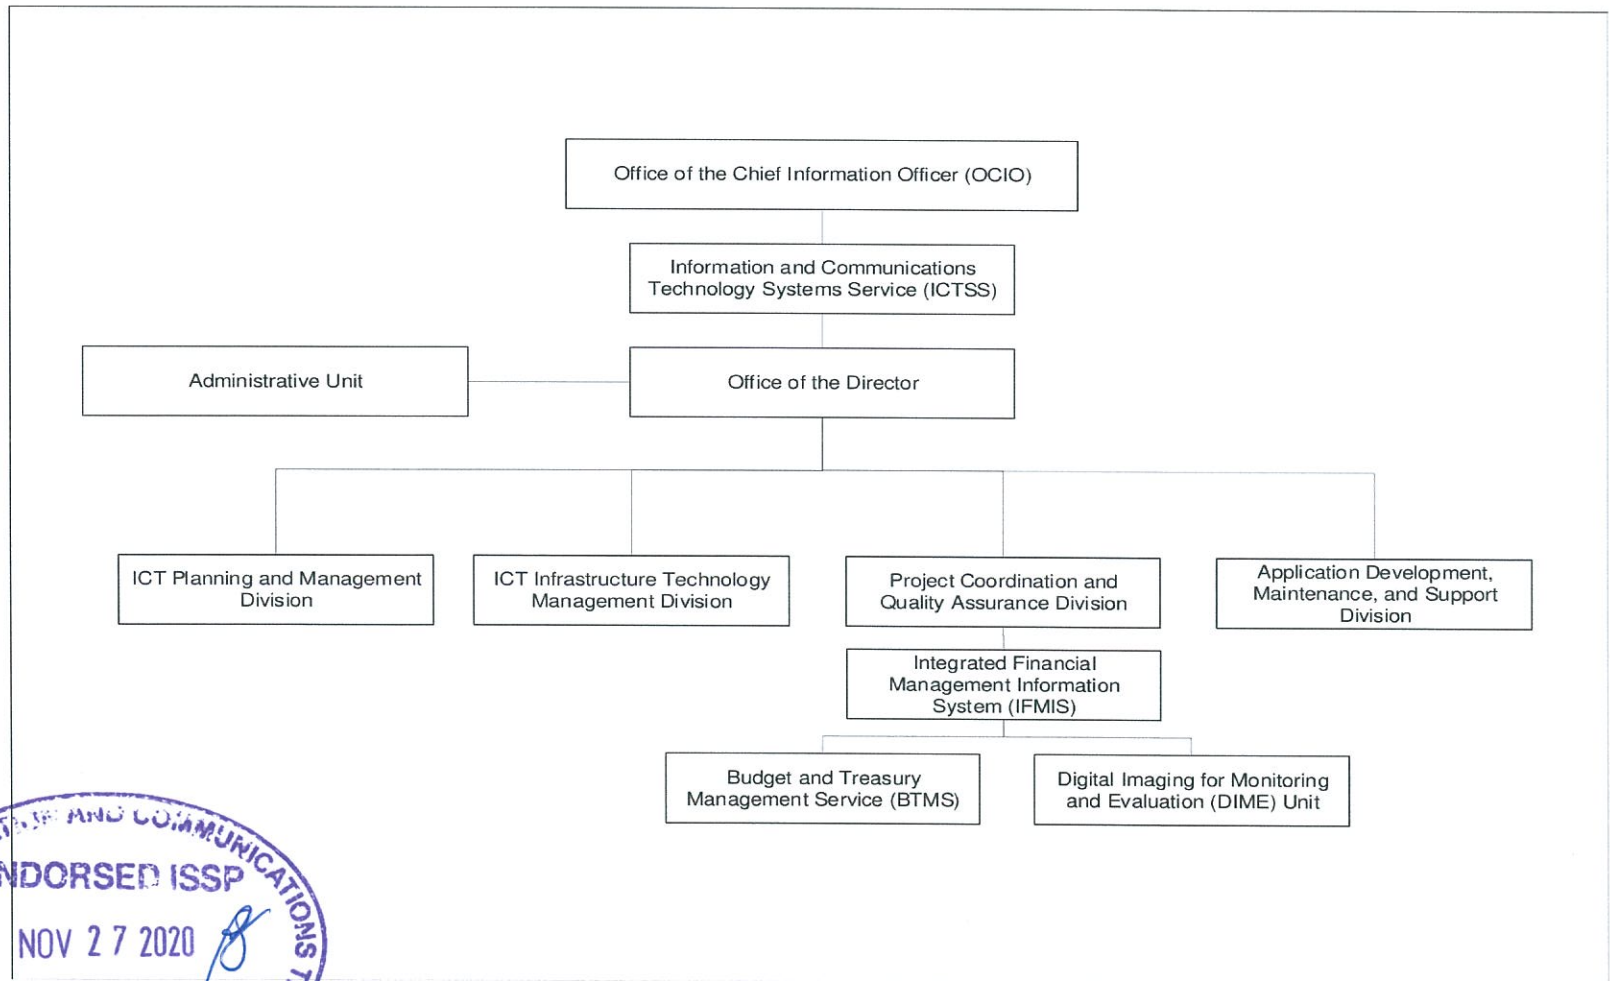 Office of the Chief Information Officer (OCIO)
Information and Communications
Technology Systems Service (ICTSS)
Administrative Unit
Office of the Director
ICT Planning and Management
Division
ICT Infrastructure Technology
Management Division
Project Coordination and
Quality Assurance Division
Application Development,
Maintenance, and Support
Division
Integrated Financial
Management Information
System (IFMIS)
Budget and Treasury
Management Service (BTMS)
Digital Imaging for Monitoring
and Evaluation (DIME) Unit
AND COMMUNICATIONS
NDORSED ISSP
NOV 27 2020